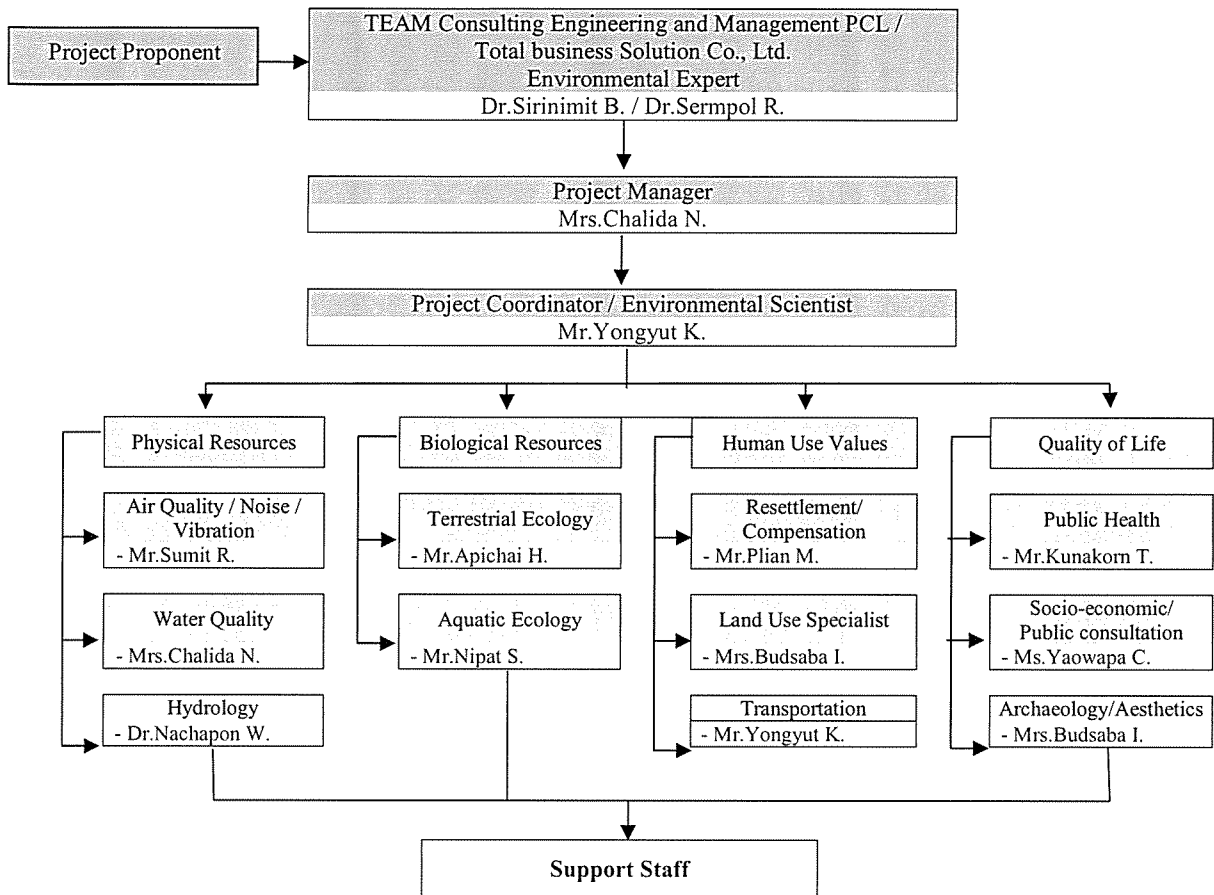 Project Proponent
TEAM Consulting Engineering and Management PCL /
Total business Solution Co., Ltd.
Environmental Expert
Dr.Sirinimit B. / Dr.Sermpol R.
Project Manager
Mrs.Chalida N.
Project Coordinator / Environmental Scientist
Mr.Yongyut K.
Physical Resources
Air Quality / Noise /
Vibration
- Mr.Sumit R.
Water Quality
- Mrs.Chalida N.
Hydrology
- Dr.Nachapon W.
Biological Resources
Terrestrial Ecology
- Mr.Apichai H.
Aquatic Ecology
- Mr.Nipat S.
Human Use Values
Resettlement/
Compensation
- Mr.Plian M.
Land Use Specialist
- Mrs.Budsaba I.
Transportation
- Mr.Yongyut K.
Quality of Life
Public Health
- Mr.Kunakorn T.
Socio-economic/
Public consultation
- Ms.Yaowapa C.
Archaeology/Aesthetics
- Mrs.Budsaba I.
Support Staff